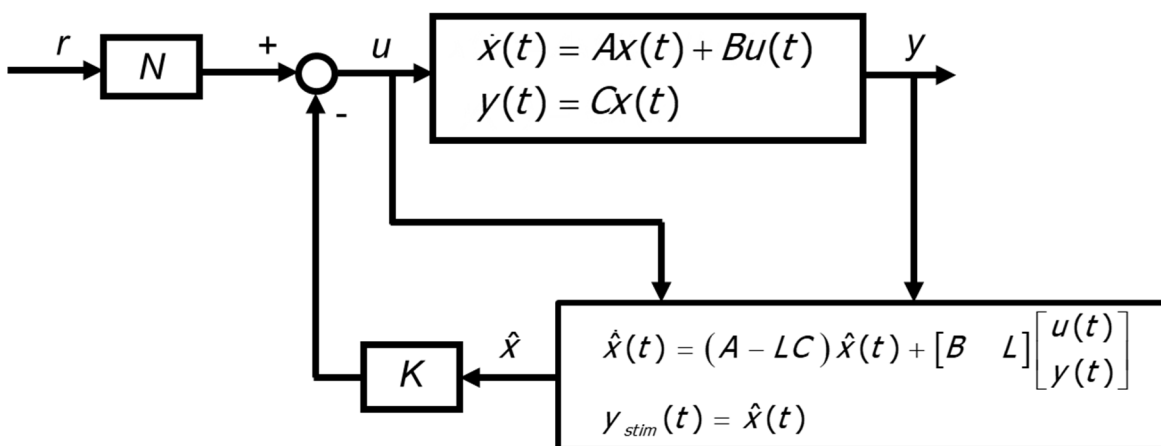 r
N
+
-
u
ẋ(t) = Ax(t) + Bu(t)
y(t) = Cx(t)
y
K
x̂
x̂̇(t) = (A − LC)x̂(t) + [B L][u(t) y(t)]
y_stim(t) = x̂(t)